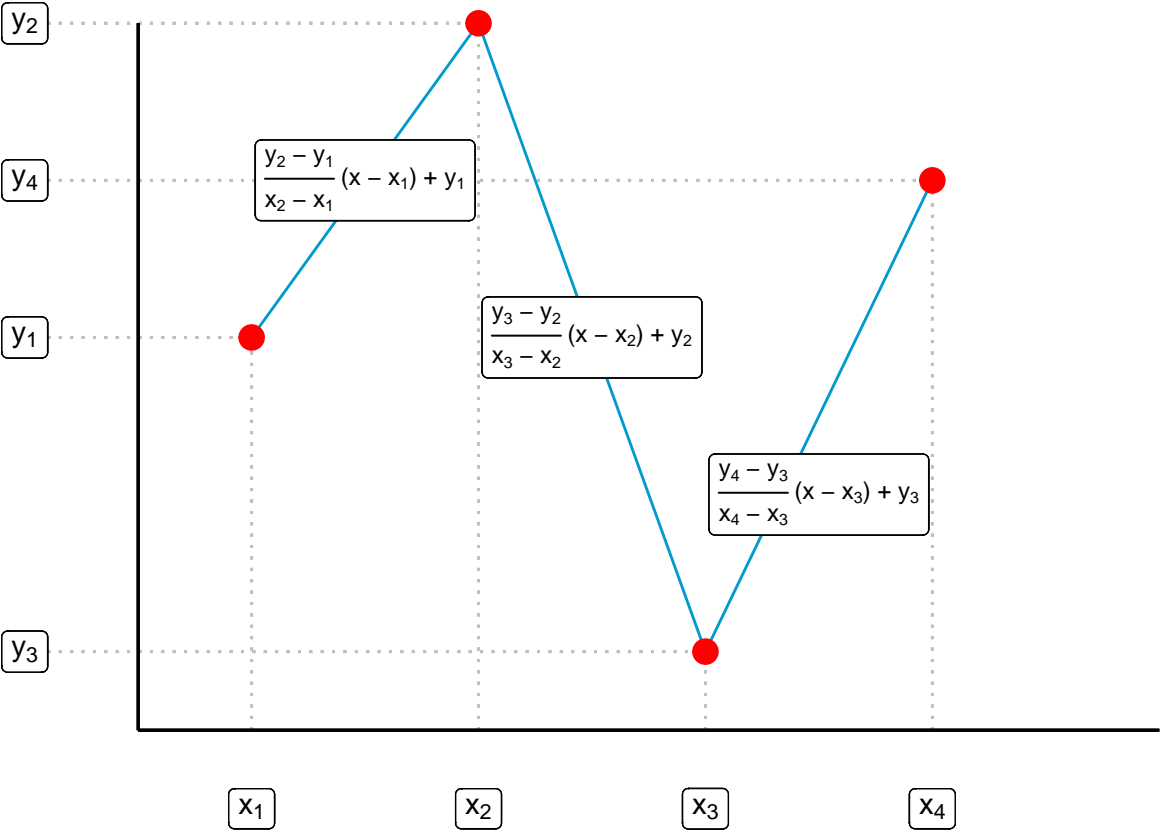 y₂
y₄
y₁
y₃
y₂ − y₁
x₂ − x₁
(x − x₁) + y₁
y₃ − y₂
x₃ − x₂
(x − x₂) + y₂
y₄ − y₃
x₄ − x₃
(x − x₃) + y₃
x₁ x₂ x₃ x₄